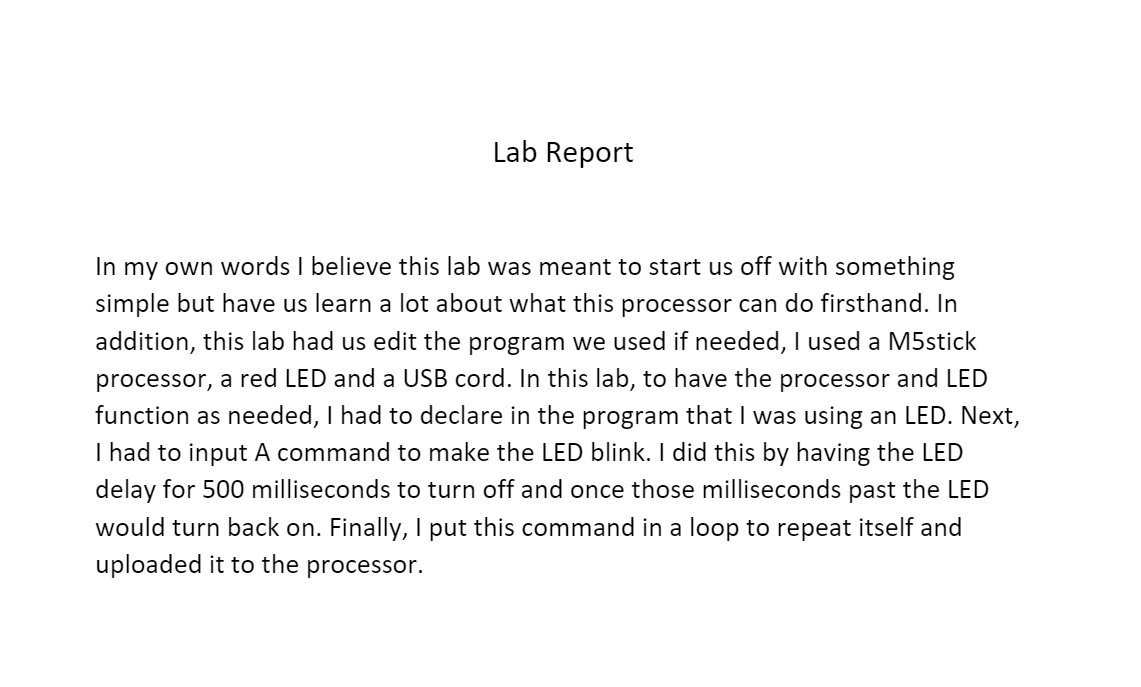 Lab Report
In my own words I believe this lab was meant to start us off with something
simple but have us learn a lot about what this processor can do firsthand. In
addition, this lab had us edit the program we used if needed, I used a M5stick
processor, a red LED and a USB cord. In this lab, to have the processor and LED
function as needed, I had to declare in the program that I was using an LED. Next,
I had to input A command to make the LED blink. I did this by having the LED
delay for 500 milliseconds to turn off and once those milliseconds past the LED
would turn back on. Finally, I put this command in a loop to repeat itself and
uploaded it to the processor.